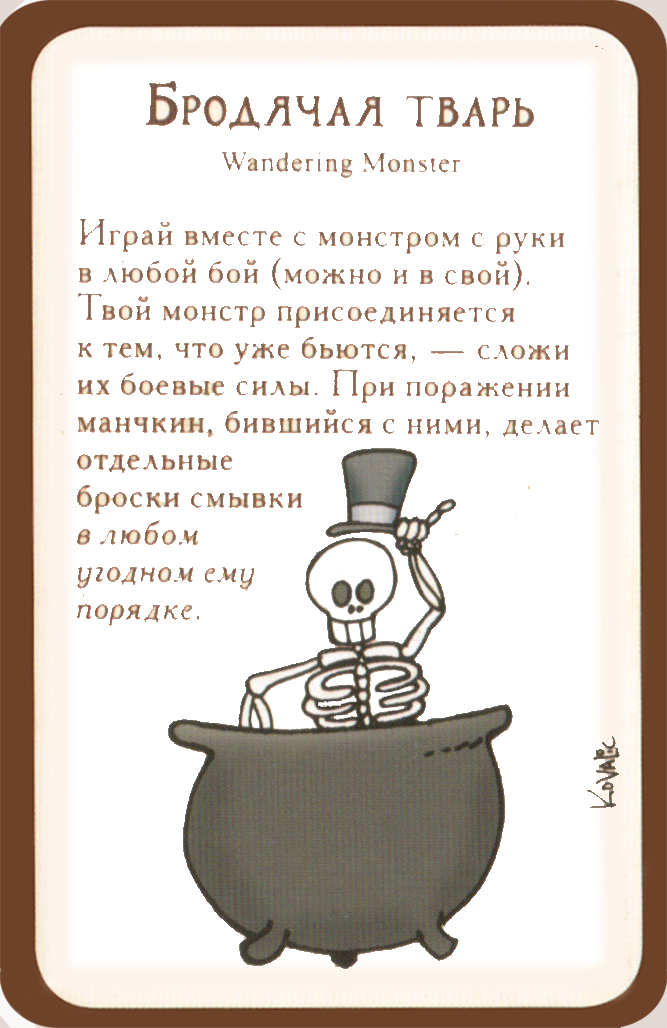 Бродячая тварь
Wandering Monster
Играй вместе с монстром с руки
в любой бой (можно и в свой).
Твой монстр присоединяется
к тем, что уже бьются, — сложи
их боевые силы. При поражении
манчкин, бившийся с ними, делает
отдельные
броски смывки
в любом
угодном ему
порядке.
Kovalic